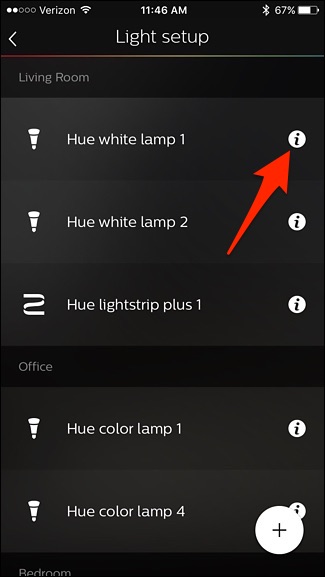 Verizon 11:46 AM 67%
Light setup
Living Room
Hue white lamp 1
Hue white lamp 2
Hue lightstrip plus 1
Office
Hue color lamp 1
Hue color lamp 4
Bedroom